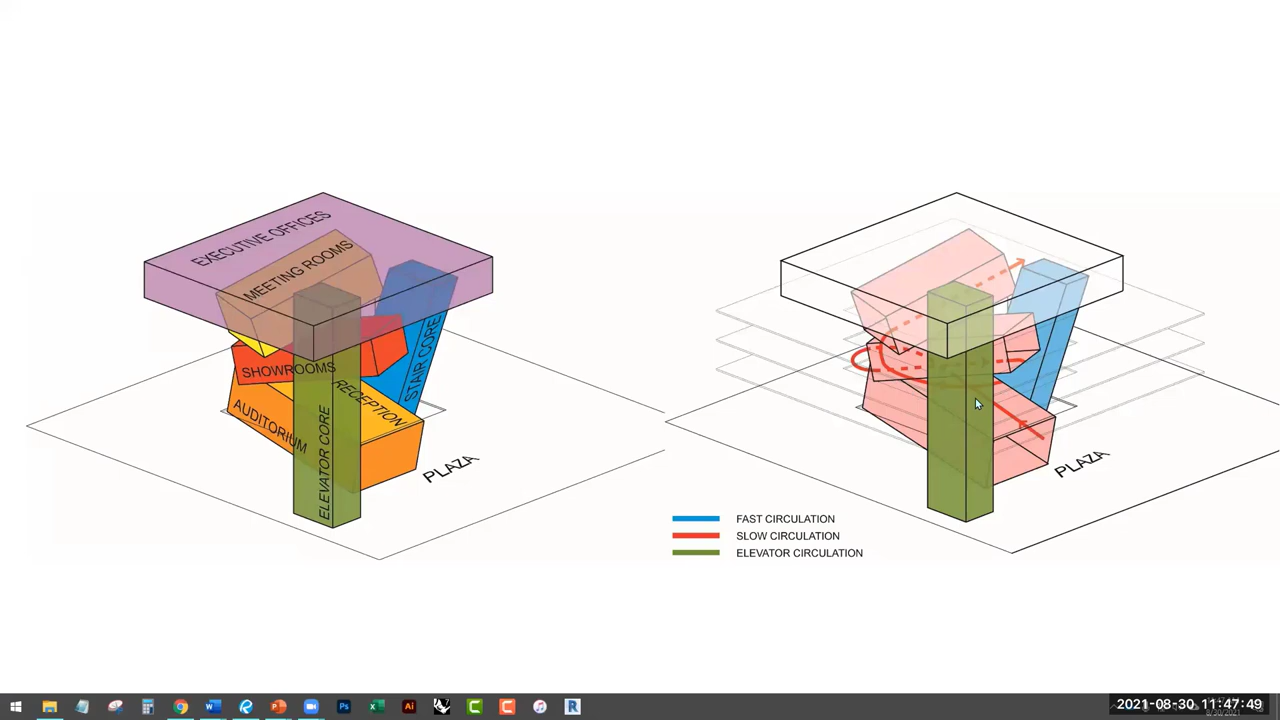 EXECUTIVE OFFICES
MEETING ROOMS
SHOWROOMS
STAIR CORE
RECEPTION
AUDITORIUM
ELEVATOR CORE
PLAZA
PLAZA
FAST CIRCULATION
SLOW CIRCULATION
ELEVATOR CIRCULATION
2021-08-30 11:47:49